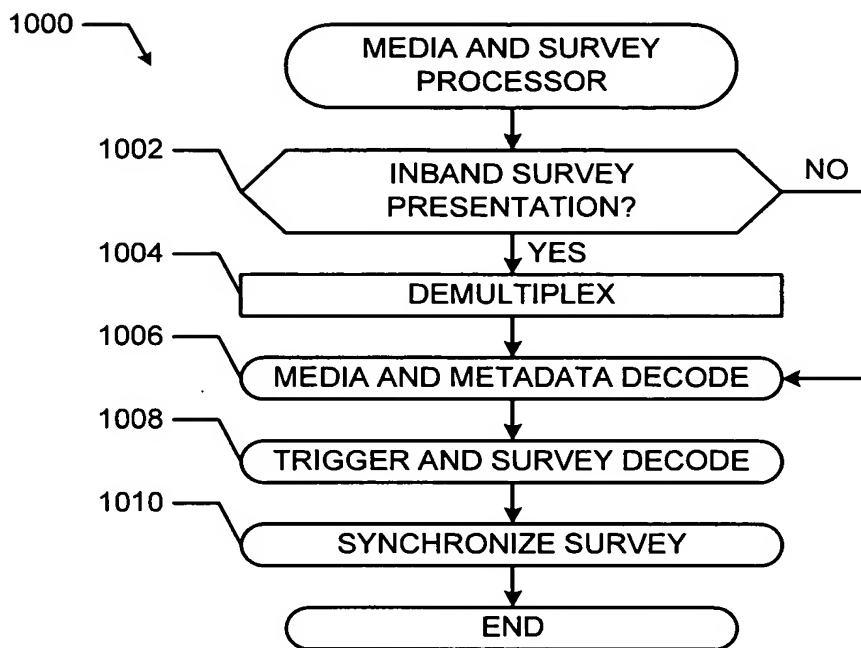 1000
MEDIA AND SURVEY
PROCESSOR
1002
INBAND SURVEY
PRESENTATION?
NO
YES
1004
DEMULTIPLEX
1006
MEDIA AND METADATA DECODE
1008
TRIGGER AND SURVEY DECODE
1010
SYNCHRONIZE SURVEY
END